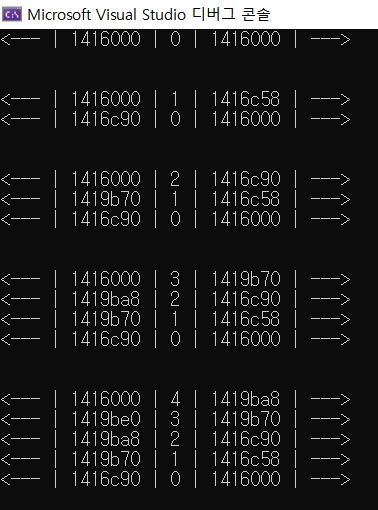 Microsoft Visual Studio 디버그 콘솔
<--- | 1416000 | 0 | 1416000 | --->
<--- | 1416000 | 1 | 1416c58 | --->
<--- | 1416c90 | 0 | 1416000 | --->
<--- | 1416000 | 2 | 1416c90 | --->
<--- | 1419b70 | 1 | 1416c58 | --->
<--- | 1416c90 | 0 | 1416000 | --->
<--- | 1416000 | 3 | 1419b70 | --->
<--- | 1419ba8 | 2 | 1416c90 | --->
<--- | 1419b70 | 1 | 1416c58 | --->
<--- | 1416c90 | 0 | 1416000 | --->
<--- | 1416000 | 4 | 1419ba8 | --->
<--- | 1419be0 | 3 | 1419b70 | --->
<--- | 1419ba8 | 2 | 1416c90 | --->
<--- | 1419b70 | 1 | 1416c58 | --->
<--- | 1416c90 | 0 | 1416000 | --->